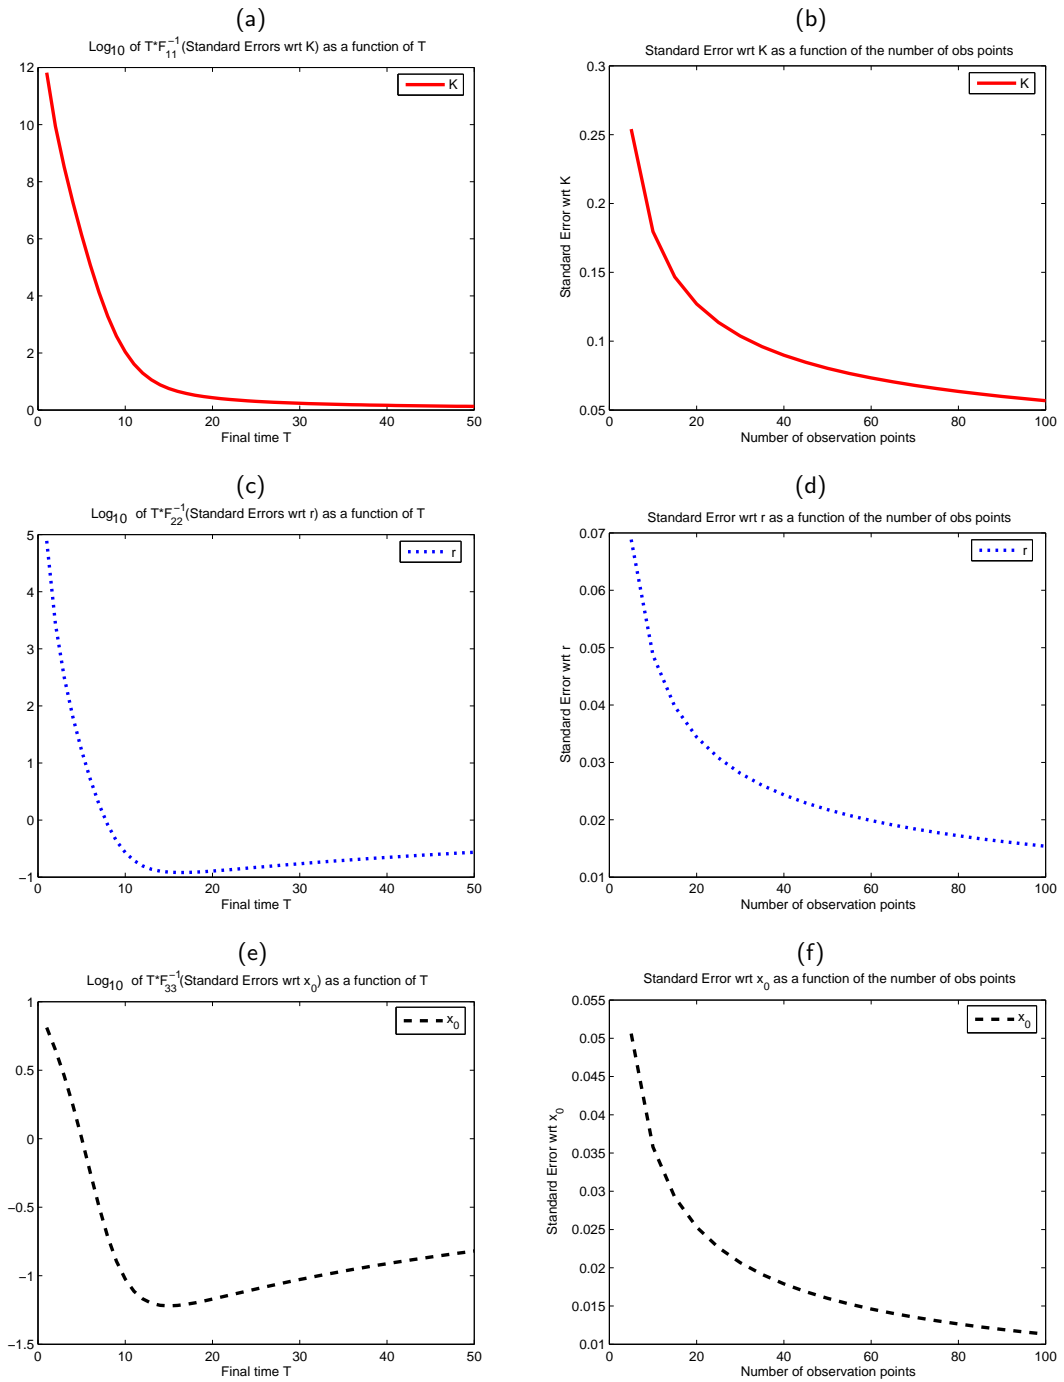 (a)
Log10 of T*F11^−1(Standard Errors wrt K) as a function of T
12
10
8
6
4
2
0
0 10 20 30 40 50
Final time T
K
(b)
Standard Error wrt K as a function of the number of obs points
Standard Error wrt K
0.3
0.25
0.2
0.15
0.1
0.05
0 20 40 60 80 100
Number of observation points
K
(c)
Log10 of T*F22^−1(Standard Errors wrt r) as a function of T
5
4
3
2
1
0
−1
0 10 20 30 40 50
Final time T
r
(d)
Standard Error wrt r as a function of the number of obs points
Standard Error wrt r
0.07
0.06
0.05
0.04
0.03
0.02
0.01
0 20 40 60 80 100
Number of observation points
r
(e)
Log10 of T*F33^−1(Standard Errors wrt x0) as a function of T
1
0.5
0
−0.5
−1
−1.5
0 10 20 30 40 50
Final time T
x0
(f)
Standard Error wrt x0 as a function of the number of obs points
Standard Error wrt x0
0.055
0.05
0.045
0.04
0.035
0.03
0.025
0.02
0.015
0.01
0 20 40 60 80 100
Number of observation points
x0